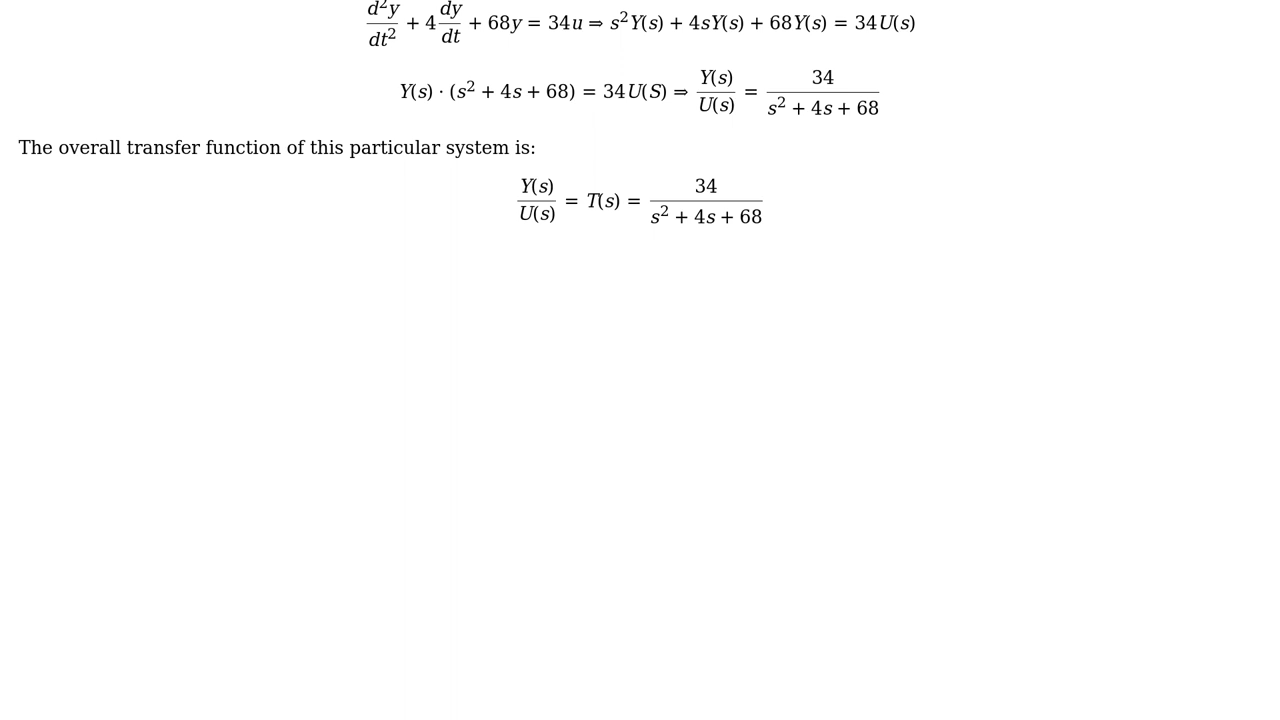 d²y/dt² + 4 dy/dt + 68y = 34u ⇒ s²Y(s) + 4sY(s) + 68Y(s) = 34U(s)
Y(s) · (s² + 4s + 68) = 34U(S) ⇒ Y(s)/U(s) = 34/(s² + 4s + 68)
The overall transfer function of this particular system is:
Y(s)/U(s) = T(s) = 34/(s² + 4s + 68)